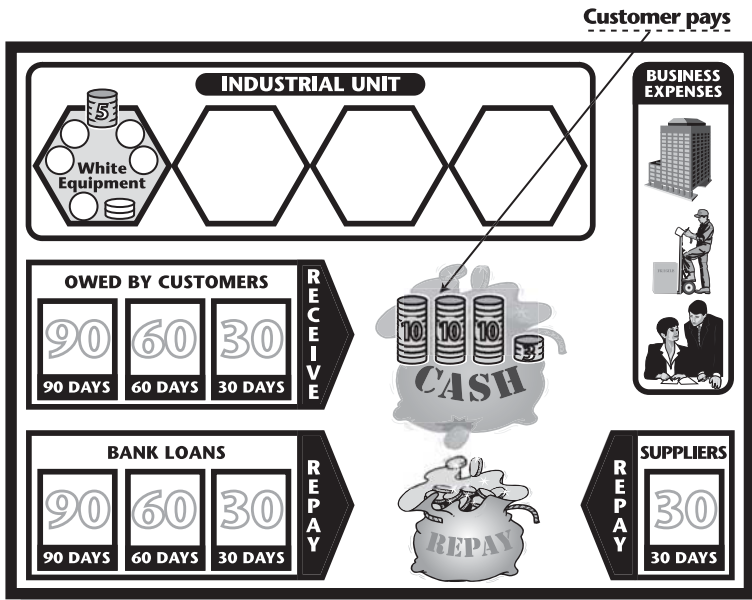 Customer pays
INDUSTRIAL UNIT
BUSINESS
EXPENSES
5
White
Equipment
OWED BY CUSTOMERS
90
60
30
90 DAYS
60 DAYS
30 DAYS
RECEIVE
10
10
10
3
CASH
BANK LOANS
90
60
30
90 DAYS
60 DAYS
30 DAYS
REPAY
REPAY
REPAY
SUPPLIERS
30
30 DAYS